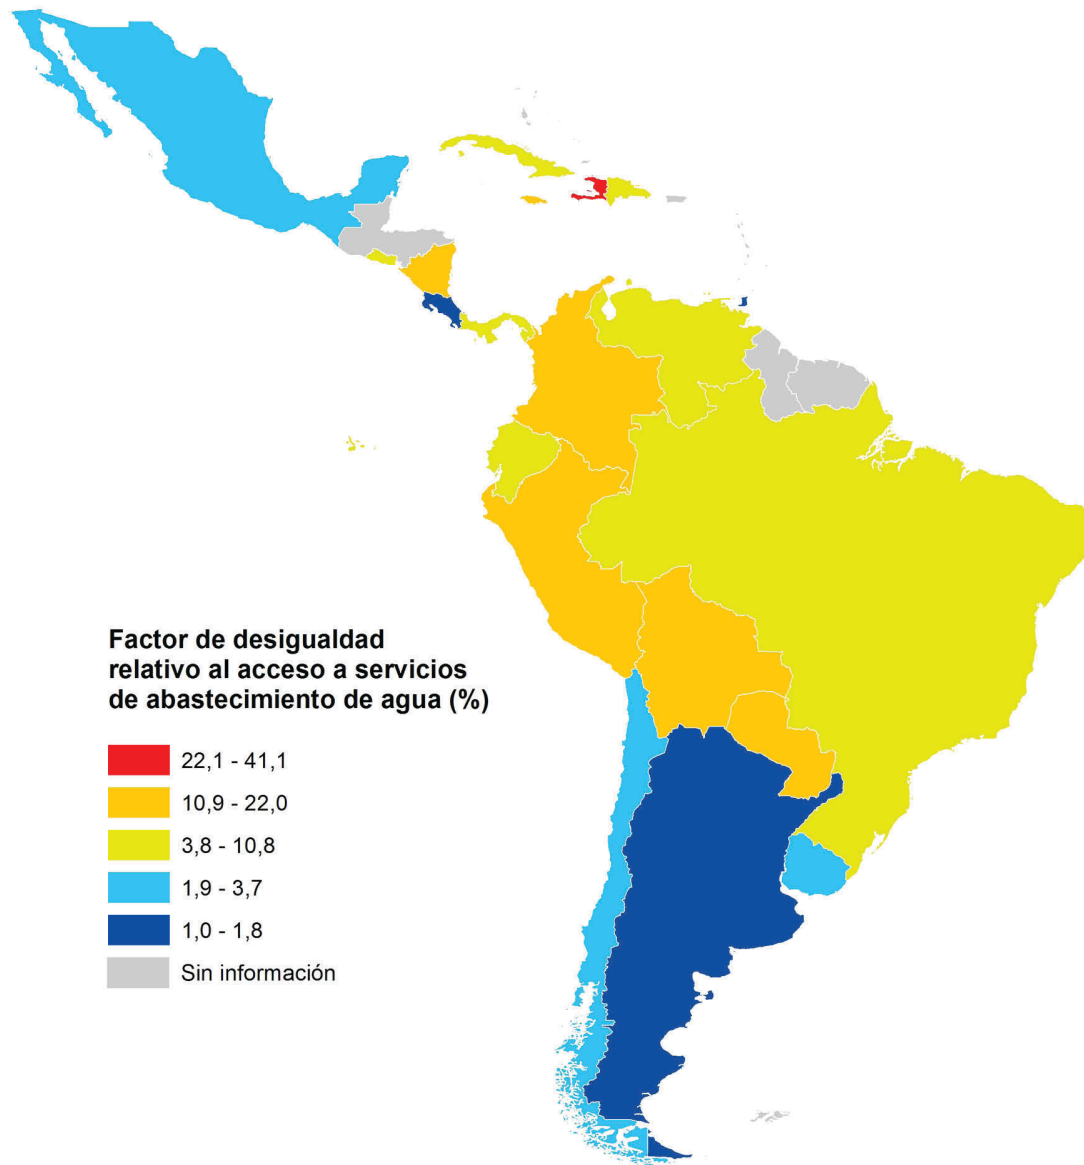 Factor de desigualdad
relativo al acceso a servicios
de abastecimiento de agua (%)
22,1 - 41,1
10,9 - 22,0
3,8 - 10,8
1,9 - 3,7
1,0 - 1,8
Sin información